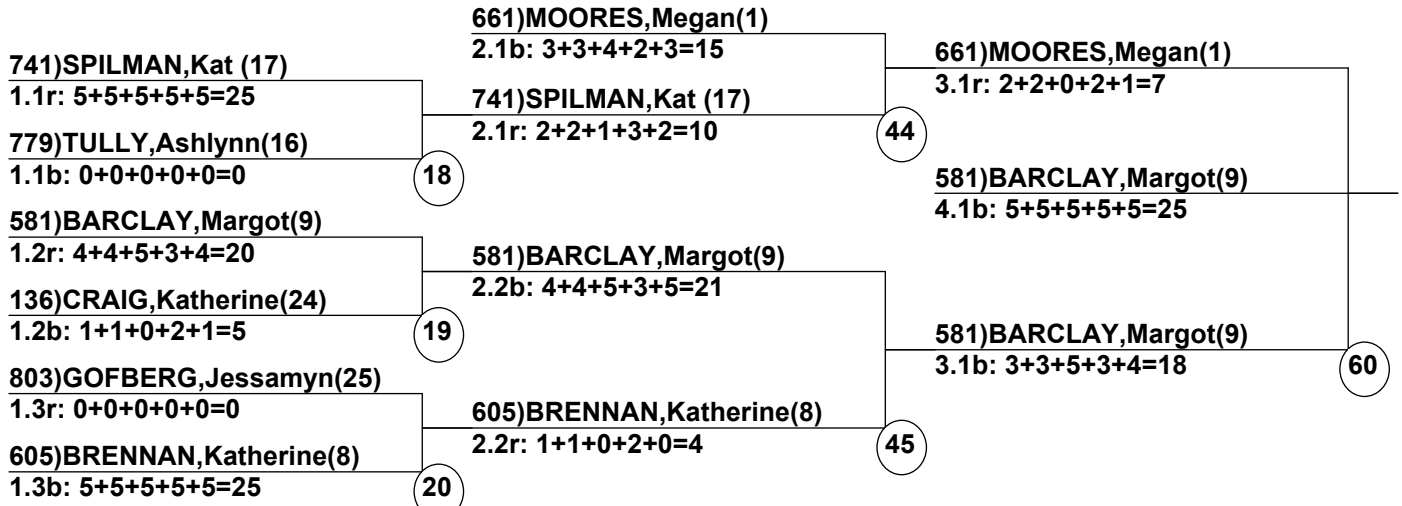 661)MOORES,Megan(1)
2.1b: 3+3+4+2+3=15
661)MOORES,Megan(1)
3.1r: 2+2+0+2+1=7
741)SPILMAN,Kat (17)
1.1r: 5+5+5+5+5=25
741)SPILMAN,Kat (17)
2.1r: 2+2+1+3+2=10
44
779)TULLY,Ashlynn(16)
1.1b: 0+0+0+0+0=0
18
581)BARCLAY,Margot(9)
4.1b: 5+5+5+5+5=25
581)BARCLAY,Margot(9)
1.2r: 4+4+5+3+4=20
581)BARCLAY,Margot(9)
2.2b: 4+4+5+3+5=21
136)CRAIG,Katherine(24)
1.2b: 1+1+0+2+1=5
19
581)BARCLAY,Margot(9)
3.1b: 3+3+5+3+4=18
60
803)GOFBERG,Jessamyn(25)
1.3r: 0+0+0+0+0=0
605)BRENNAN,Katherine(8)
2.2r: 1+1+0+2+0=4
45
605)BRENNAN,Katherine(8)
1.3b: 5+5+5+5+5=25
20